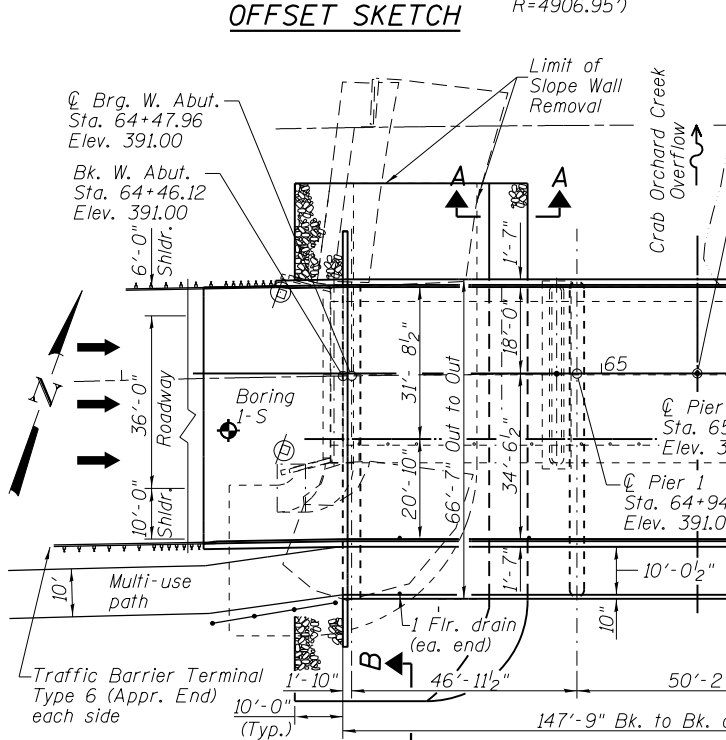 OFFSET SKETCH
R=4906.95')
℄ Brg. W. Abut.
Sta. 64+47.96
Elev. 391.00
Bk. W. Abut.
Sta. 64+46.12
Elev. 391.00
Limit of
Slope Wall
Removal
Crab Orchard Creek
Overflow
A
A
6'-0"
Shldr.
1'-7"
N
36'-0"
Roadway
10'-0"
Shldr.
Boring
1-S
31'-8½"
20'-10"
66'-7" Out to Out
18'-0"
34'-6½"
1'-7"
65
℄ Pier
Sta. 65
Elev. 3
℄ Pier 1
Sta. 64+94
Elev. 391.0
10'-0½"
10"
10'
Multi-use
path
1 Flr. drain
(ea. end)
B
Traffic Barrier Terminal
Type 6 (Appr. End)
each side
1'-10"
46'-11½"
50'-2
10'-0"
(Typ.)
147'-9" Bk. to Bk.